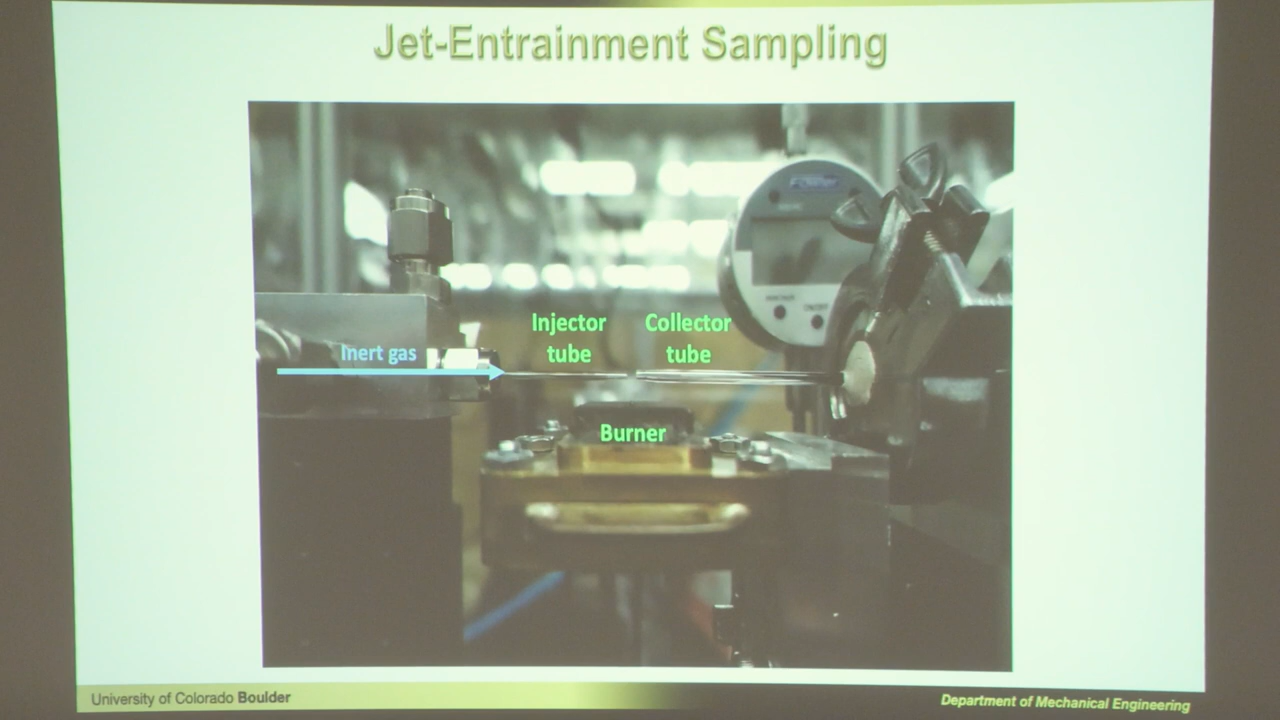 Jet-Entrainment Sampling
Injector
tube
Collector
tube
Inert gas
Burner
University of Colorado Boulder
Department of Mechanical Engineering